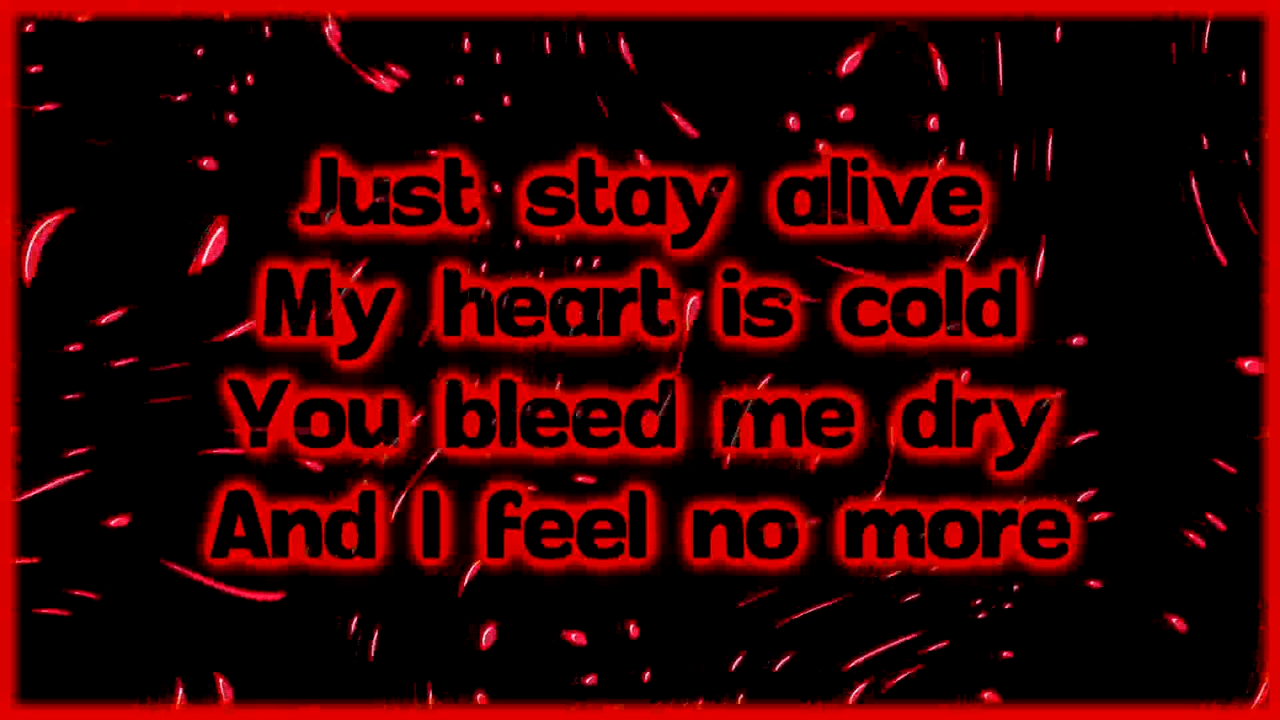 Just stay alive
My heart is cold
You bleed me dry
And I feel no more